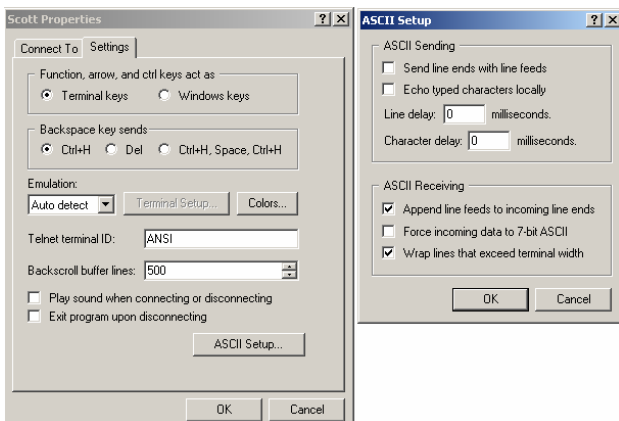 Scott Properties
Connect To Settings
Function, arrow, and ctrl keys act as
Terminal keys Windows keys
Backspace key sends
Ctrl+H Del Ctrl+H, Space, Ctrl+H
Emulation:
Auto detect Terminal Setup... Colors...
Telnet terminal ID: ANSI
Backscroll buffer lines: 500
Play sound when connecting or disconnecting
Exit program upon disconnecting
ASCII Setup...
OK Cancel
ASCII Setup
ASCII Sending
Send line ends with line feeds
Echo typed characters locally
Line delay: 0 milliseconds.
Character delay: 0 milliseconds.
ASCII Receiving
Append line feeds to incoming line ends
Force incoming data to 7-bit ASCII
Wrap lines that exceed terminal width
OK Cancel